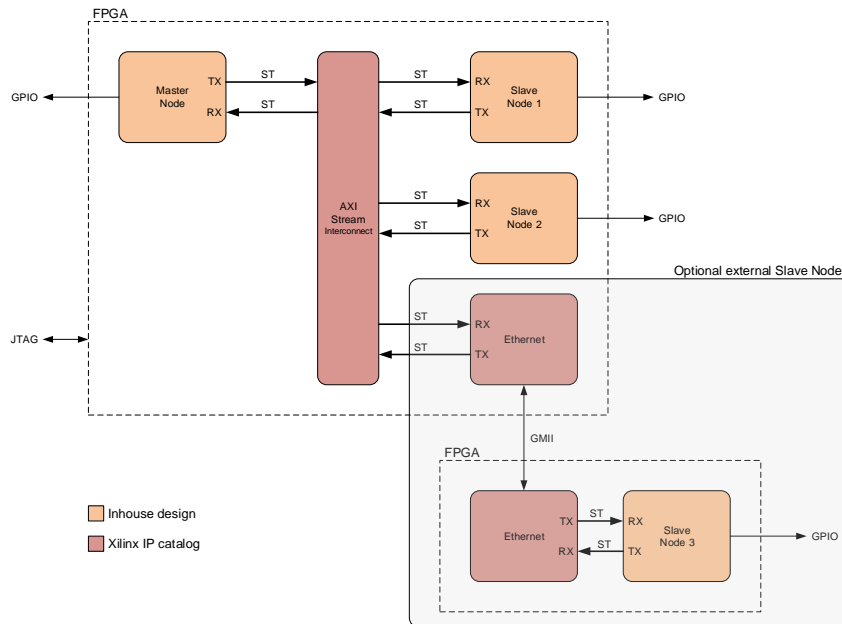 FPGA
GPIO
Master
Node
TX
RX
ST
ST
AXI
Stream
Interconnect
ST
ST
RX
TX
Slave
Node 1
GPIO
ST
ST
RX
TX
Slave
Node 2
GPIO
Optional external Slave Node
JTAG
ST
ST
RX
TX
Ethernet
GMII
FPGA
Ethernet
TX
RX
ST
ST
RX
TX
Slave
Node 3
GPIO
Inhouse design
Xilinx IP catalog